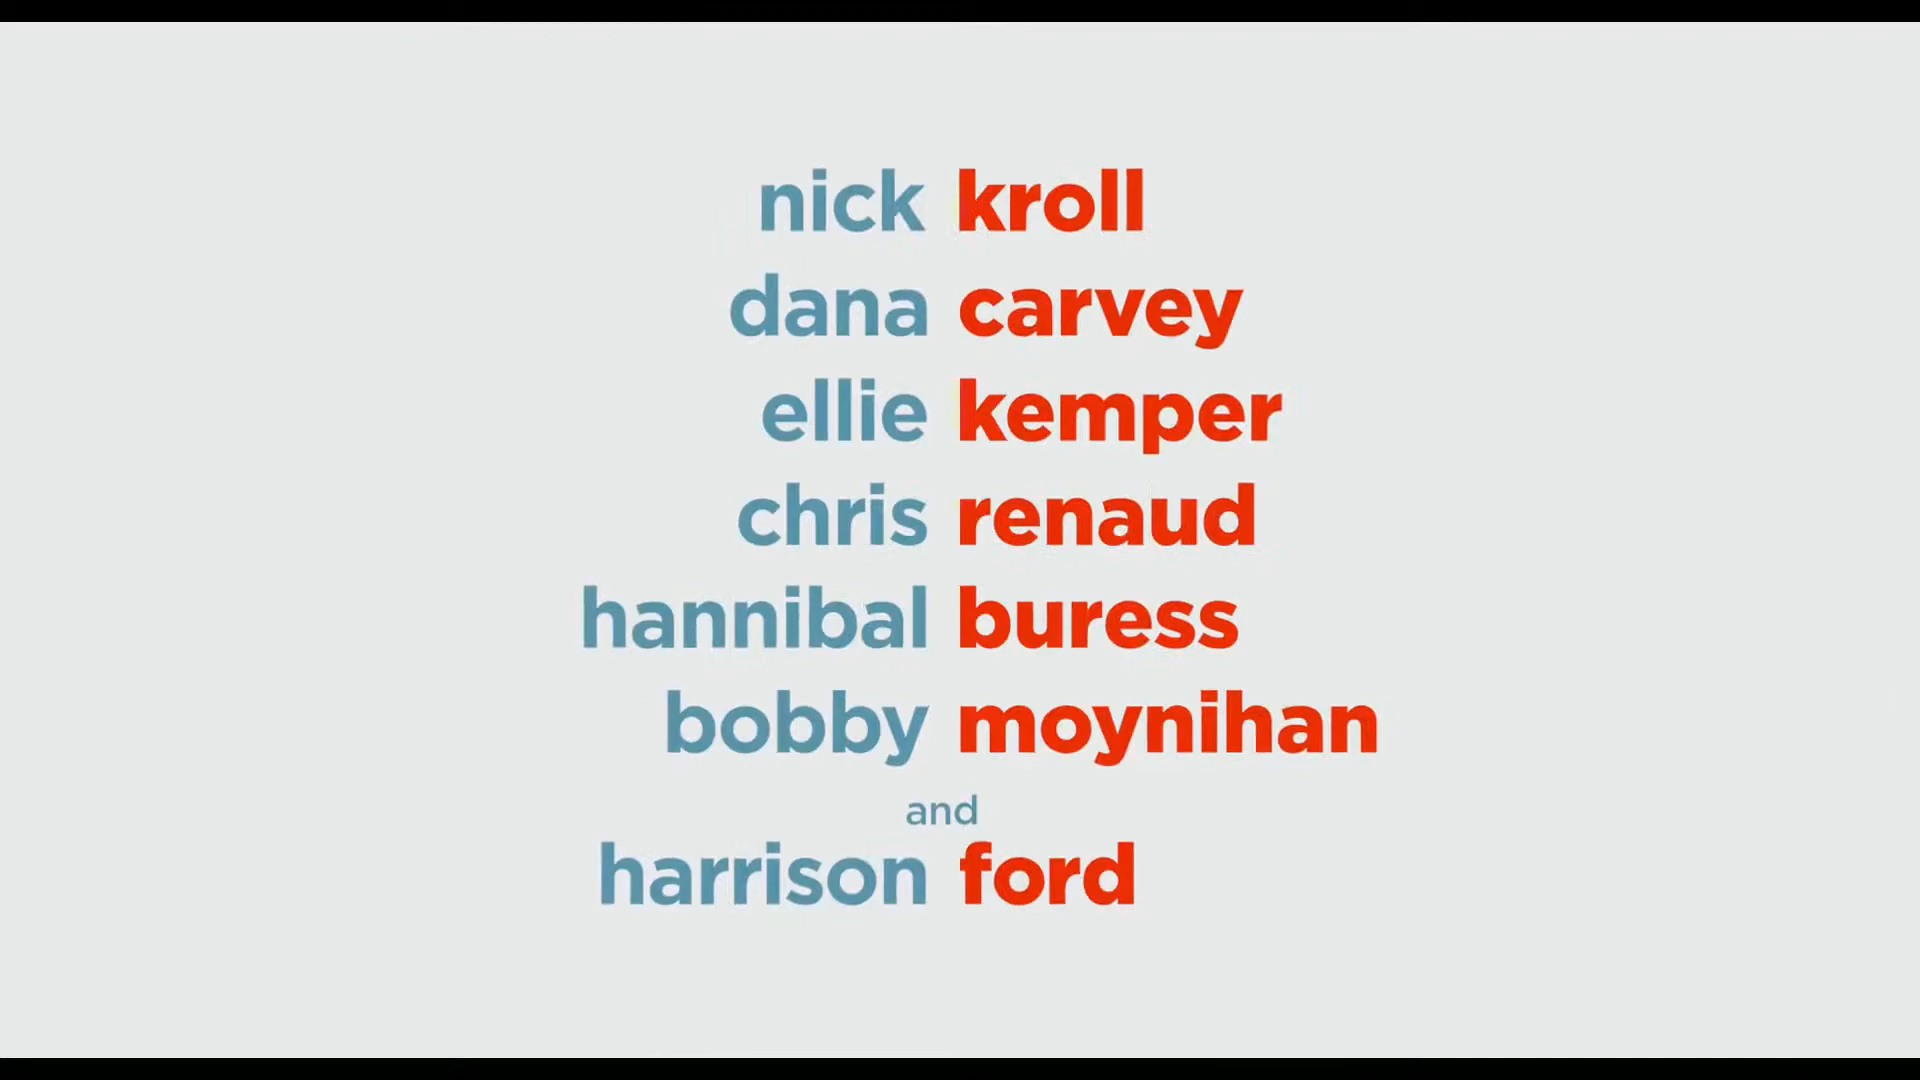 nick kroll
dana carvey
ellie kemper
chris renaud
hannibal buress
bobby moynihan
and
harrison ford